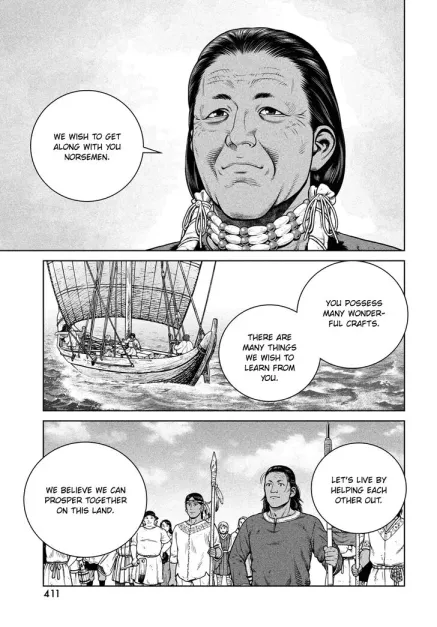 WE WISH TO GET
ALONG WITH YOU
NORSEMEN.
YOU POSSESS
MANY WONDER-
FUL CRAFTS.
THERE ARE
MANY THINGS
WE WISH TO
LEARN FROM
YOU.
WE BELIEVE WE CAN
PROSPER TOGETHER
ON THIS LAND.
LET'S LIVE BY
HELPING EACH
OTHER OUT.
411